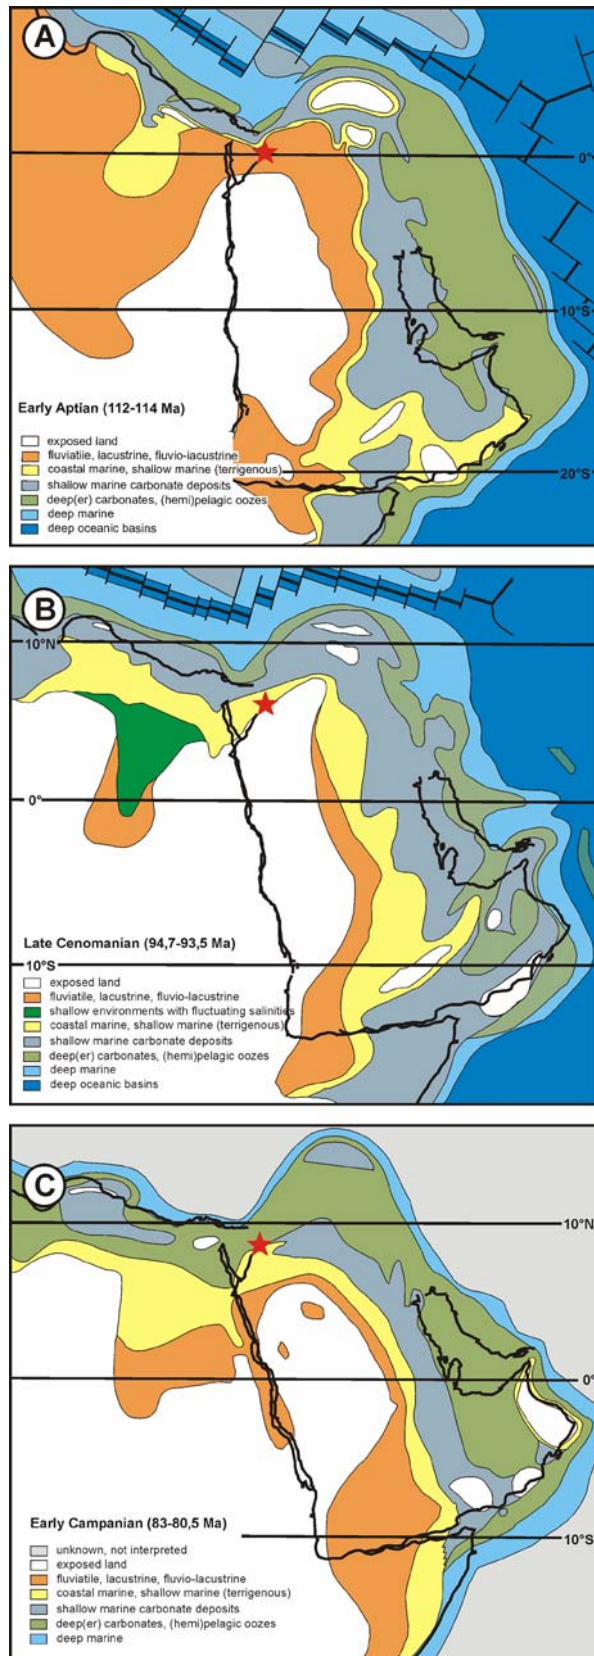 A
0°
10°S
Early Aptian (112-114 Ma)
exposed land
fluviatile, lacustrine, fluvio-lacustrine
coastal marine, shallow marine (terrigenous)
shallow marine carbonate deposits
deep(er) carbonates, (hemi)pelagic oozes
deep marine
deep oceanic basins
20°S
B
10°N
0°
Late Cenomanian (94,7-93,5 Ma)
10°S
exposed land
fluviatile, lacustrine, fluvio-lacustrine
shallow environments with fluctuating salinities
coastal marine, shallow marine (terrigenous)
shallow marine carbonate deposits
deep(er) carbonates, (hemi)pelagic oozes
deep marine
deep oceanic basins
C
10°N
0°
Early Campanian (83-80,5 Ma)
10°S
unknown, not interpreted
exposed land
fluviatile, lacustrine, fluvio-lacustrine
coastal marine, shallow marine (terrigenous)
shallow marine carbonate deposits
deep(er) carbonates, (hemi)pelagic oozes
deep marine